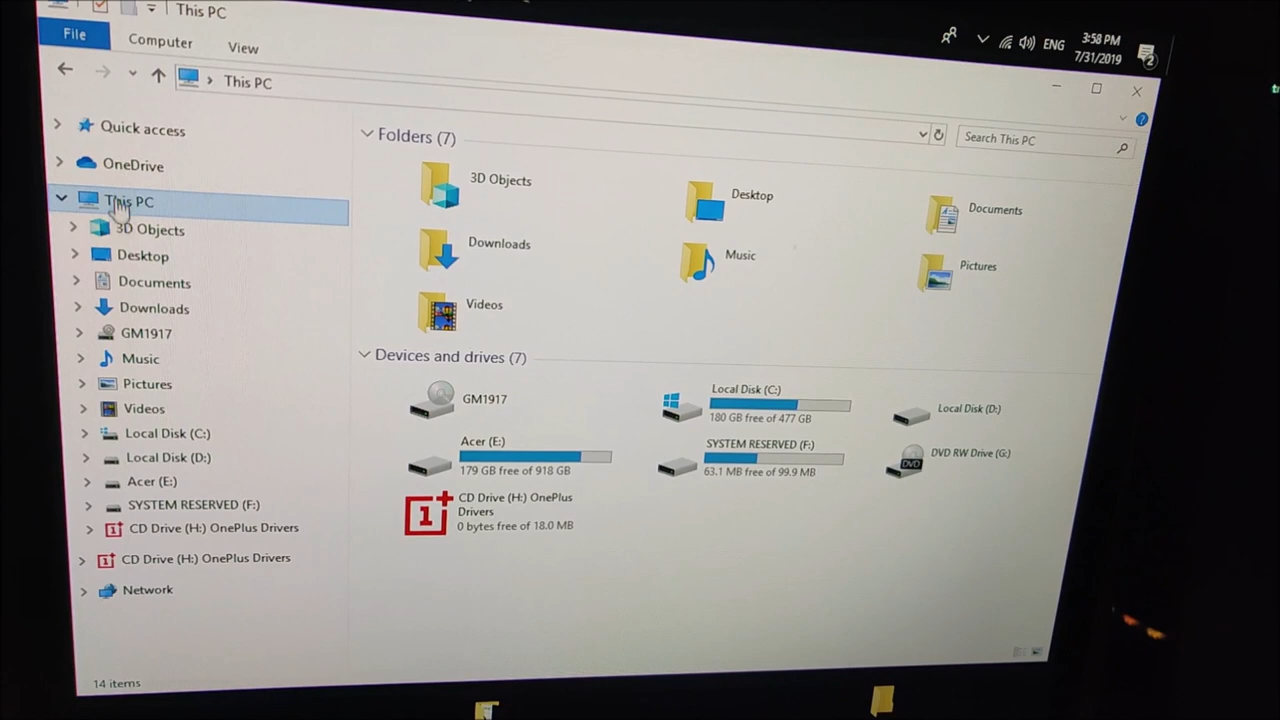 This PC
3:58 PM
7/31/2019
ENG
2
File
Computer
View
This PC
Search This PC
Quick access
OneDrive
This PC
3D Objects
Desktop
Documents
Downloads
GM1917
Music
Pictures
Videos
Local Disk (C:)
Local Disk (D:)
Acer (E:)
SYSTEM RESERVED (F:)
CD Drive (H:) OnePlus Drivers
CD Drive (H:) OnePlus Drivers
Network
Folders (7)
3D Objects
Desktop
Documents
Downloads
Music
Pictures
Videos
Devices and drives (7)
GM1917
Local Disk (C:)
180 GB free of 477 GB
Local Disk (D:)
Acer (E:)
179 GB free of 918 GB
SYSTEM RESERVED (F:)
63.1 MB free of 99.9 MB
DVD
DVD RW Drive (G:)
1
CD Drive (H:) OnePlus
Drivers
0 bytes free of 18.0 MB
14 items